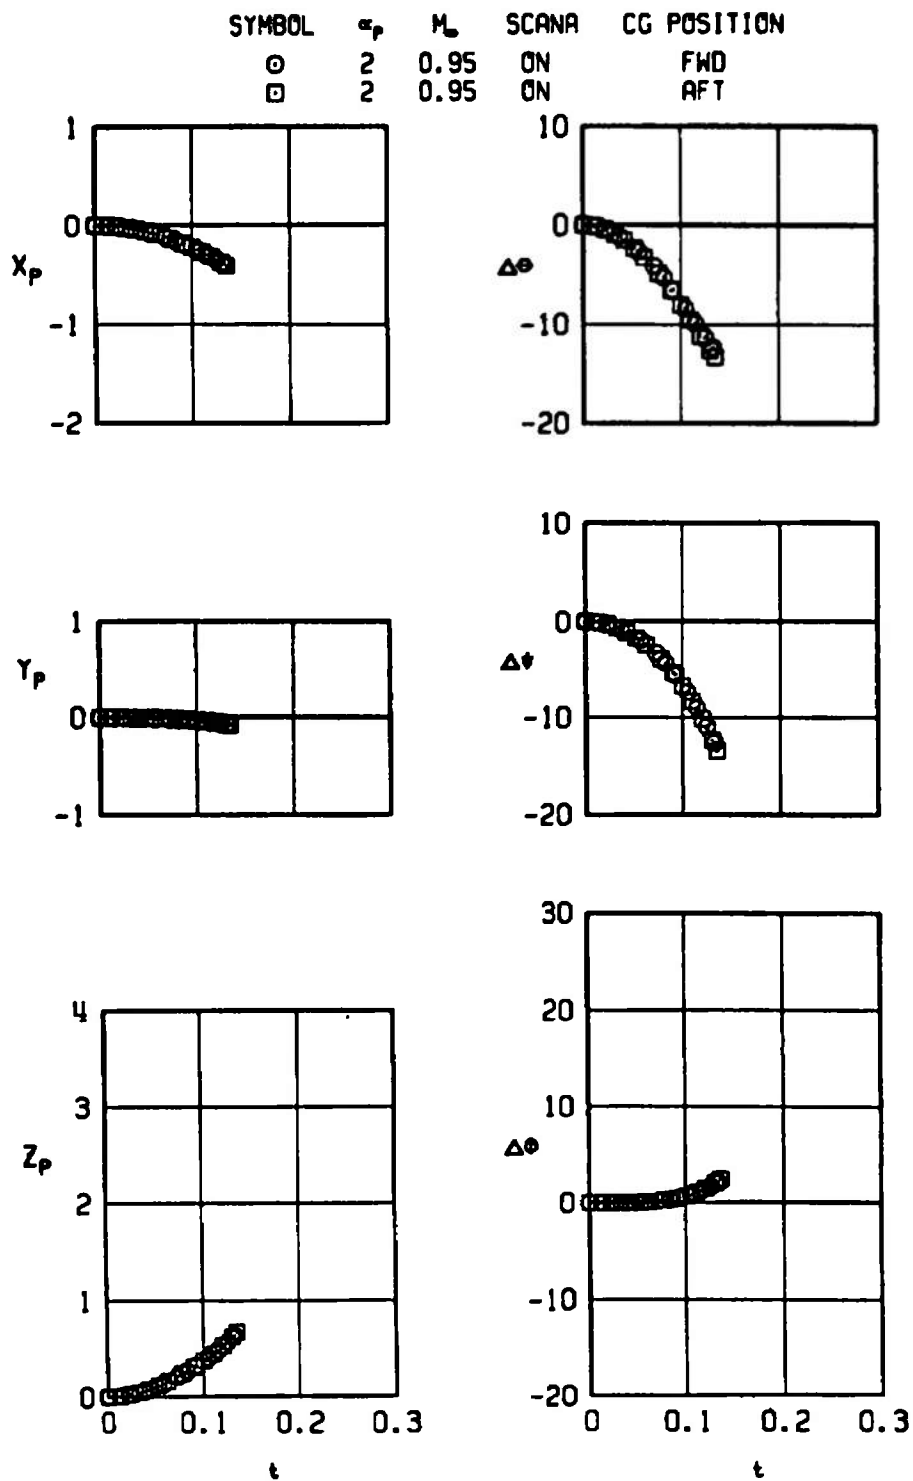 SYMBOL αp M∞ SCANA CG POSITION
⊙ 2 0.95 ON FWD
⊡ 2 0.95 ON AFT
1
0
-1
-2
Xp
10
0
-10
-20
Δθ
1
0
-1
Yp
10
0
-10
-20
Δψ
4
3
2
1
0
Zp
0 0.1 0.2 0.3
t
30
20
10
0
-10
-20
ΔΦ
0 0.1 0.2 0.3
t